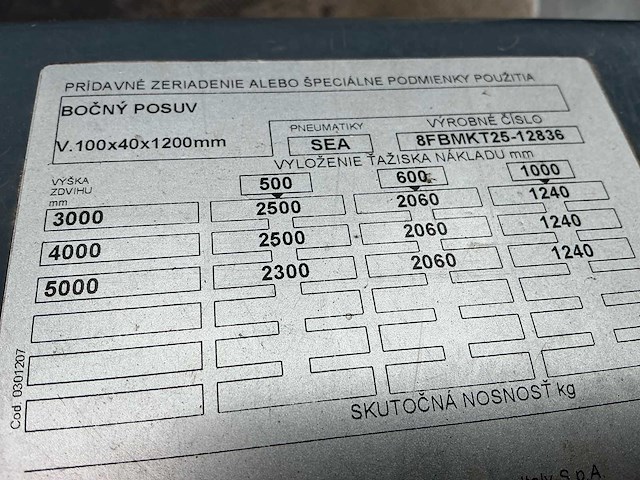 PRÍDAVNÉ ZERIADENIE ALEBO ŠPECIÁLNE PODMIENKY POUŽITIA
BOČNÝ POSUV
V.100x40x1200mm
PNEUMATIKY
SEA
VÝROBNÉ ČÍSLO
8FBMKT25-12836
VYLOŽENIE ŤAŽISKA NÁKLADU mm
VÝŠKA
ZDVIHU
mm
500 600 1000
3000 2500 2060 1240
4000 2500 2060 1240
5000 2300 2060 1240
SKUTOČNÁ NOSNOSŤ kg
Cod. 0301207
Italy S.p.A.